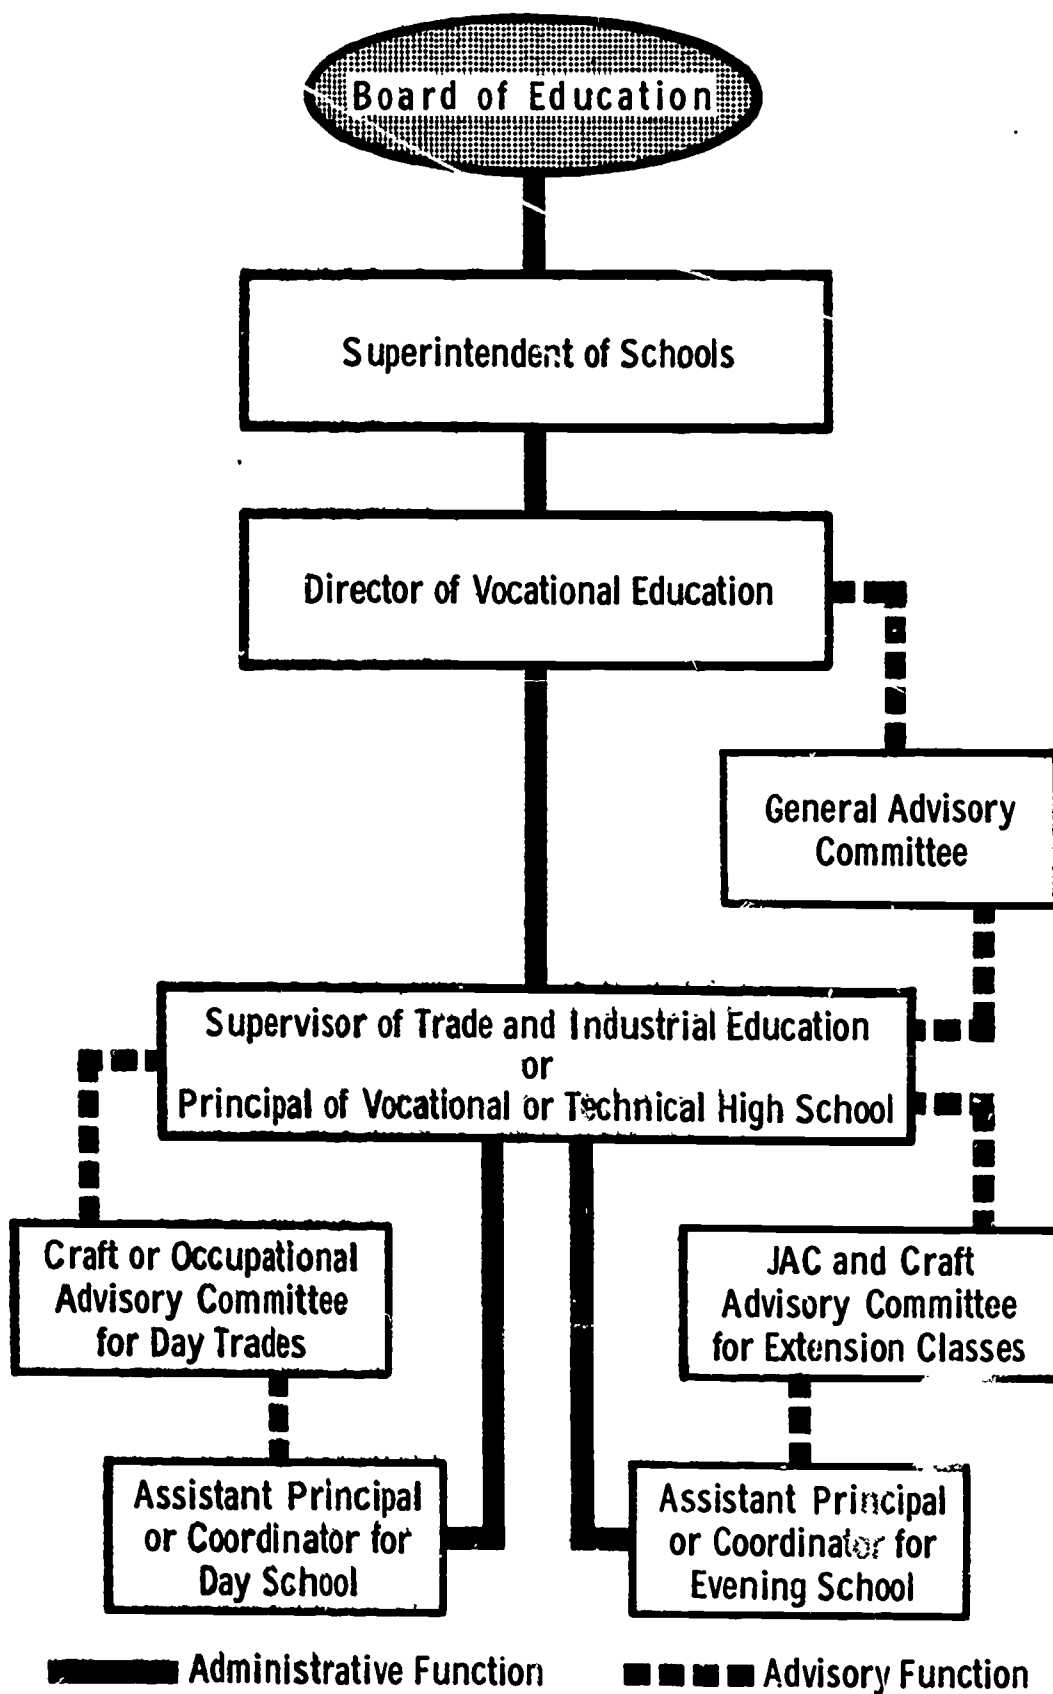 Board of Education
Superintendent of Schools
Director of Vocational Education
General Advisory
Committee
Supervisor of Trade and Industrial Education
or
Principal of Vocational or Technical High School
Craft or Occupational
Advisory Committee
for Day Trades
JAC and Craft
Advisory Committee
for Extension Classes
Assistant Principal
or Coordinator for
Day School
Assistant Principal
or Coordinator for
Evening School
Administrative Function
Advisory Function